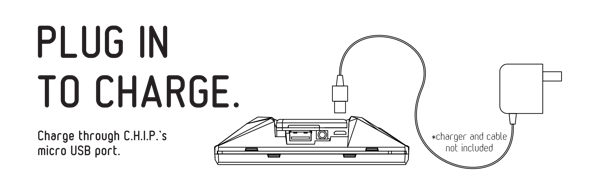 PLUG IN
TO CHARGE.
Charge through C.H.I.P.'s
micro USB port.
*charger and cable
not included